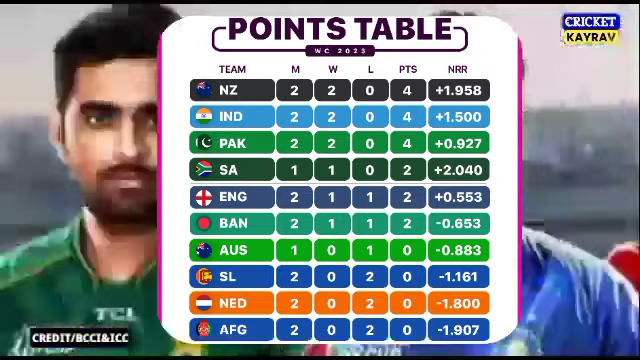 CRICKET
KAYRAV
POINTS TABLE
WC 2023
TEAM M W L PTS NRR
NZ 2 2 0 4 +1.958
IND 2 2 0 4 +1.500
PAK 2 2 0 4 +0.927
SA 1 1 0 2 +2.040
ENG 2 1 1 2 +0.553
BAN 2 1 1 2 -0.653
AUS 1 0 1 0 -0.883
SL 2 0 2 0 -1.161
NED 2 0 2 0 -1.800
AFG 2 0 2 0 -1.907
TCL
CREDIT/BCCI&ICC